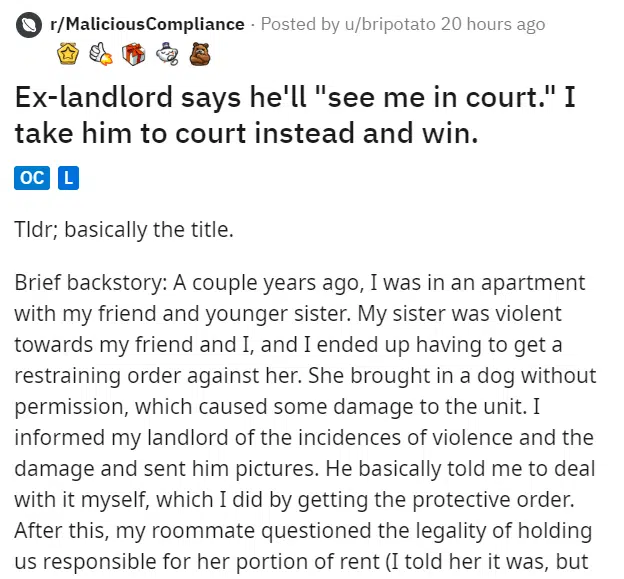 r/MaliciousCompliance · Posted by u/bripotato 20 hours ago
Ex-landlord says he'll "see me in court." I
take him to court instead and win.
OC L
Tldr; basically the title.
Brief backstory: A couple years ago, I was in an apartment
with my friend and younger sister. My sister was violent
towards my friend and I, and I ended up having to get a
restraining order against her. She brought in a dog without
permission, which caused some damage to the unit. I
informed my landlord of the incidences of violence and the
damage and sent him pictures. He basically told me to deal
with it myself, which I did by getting the protective order.
After this, my roommate questioned the legality of holding
us responsible for her portion of rent (I told her it was, but